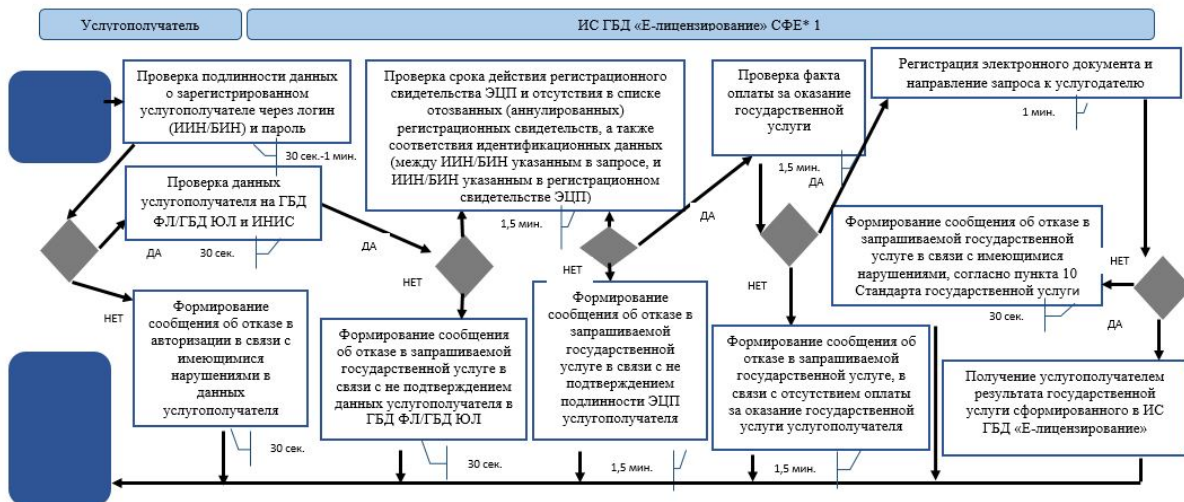 Услугополучатель
ИС ГБД «Е-лицензирование» СФЕ* 1
Проверка подлинности данных
о зарегистрированном
услугополучателе через логин
(ИИН/БИН) и пароль
30 сек.-1 мин.
Проверка данных
услугополучателя на ГБД
ФЛ/ГБД ЮЛ и ИНИС
30 сек.
ДА
НЕТ
Формирование
сообщения об отказе в
авторизации в связи с
имеющимися
нарушениями в
данных
услугополучателя
30 сек.
Проверка срока действия регистрационного
свидетельства ЭЦП и отсутствия в списке
отозванных (аннулированных)
регистрационных свидетельств, а также
соответствия идентификационных данных
(между ИИН/БИН указанным в запросе, и
ИИН/БИН указанным в регистрационном
свидетельстве ЭЦП)
1,5 мин.
ДА
НЕТ
Формирование сообщения
об отказе в запрашиваемой
государственной услуге в
связи с не подтверждением
данных услугополучателя в
ГБД ФЛ/ГБД ЮЛ
30 сек.
Проверка факта
оплаты за оказание
государственной
услуги
1,5 мин.
ДА
ДА
НЕТ
Формирование
сообщения об отказе в
запрашиваемой
государственной
услуге в связи с не
подтверждением
подлинности ЭЦП
услугополучателя
1,5 мин.
НЕТ
Формирование сообщения об
отказе в запрашиваемой
государственной услуге, в
связи с отсутствием оплаты
за оказание государственной
услуги услугополучателя
1,5 мин.
Регистрация электронного документа и
направление запроса к услугодателю
1 мин.
Формирование сообщения об отказе в
запрашиваемой государственной
услуге в связи с имеющимися
нарушениями, согласно пункта 10
Стандарта государственной услуги
30 сек.
НЕТ
ДА
Получение услугополучателем
результата государственной
услуги сформированного в ИС
ГБД «Е-лицензирование»